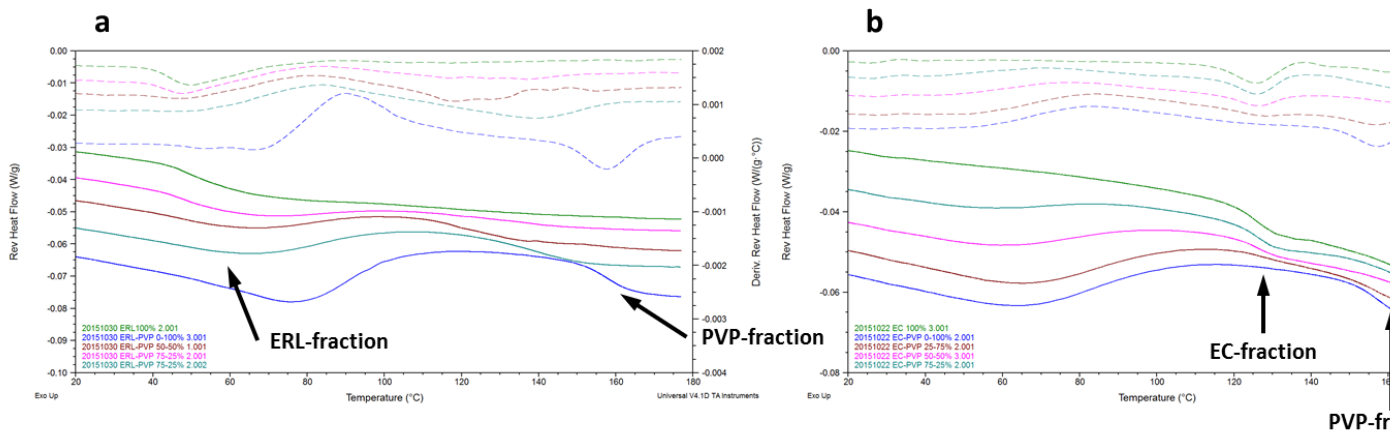 a
b
0.00
-0.01
-0.02
-0.03
-0.04
-0.05
-0.06
-0.07
-0.08
-0.09
-0.10
Rev Heat Flow (W/g)
0.002
0.001
0.000
-0.001
-0.002
-0.003
-0.004
Deriv. Rev Heat Flow (W/(g·°C))
20151030 ERL100% 2.001
20151030 ERL-PVP 0-100% 3.001
20151030 ERL-PVP 50-50% 1.001
20151030 ERL-PVP 75-25% 2.001
20151030 ERL-PVP 75-25% 2.002
ERL-fraction
PVP-fraction
20 40 60 80 100 120 140 160 180
Exo Up
Temperature (°C)
Universal V4.1D TA Instruments
0.00
-0.02
-0.04
-0.06
-0.08
Rev Heat Flow (W/g)
20151022 EC 100% 3.001
20151022 EC-PVP 0-100% 2.001
20151022 EC-PVP 25-75% 2.001
20151022 EC-PVP 50-50% 3.001
20151022 EC-PVP 75-25% 2.001
EC-fraction
20 40 60 80 100 120 140
Exo Up
Temperature (°C)
PVP-fr